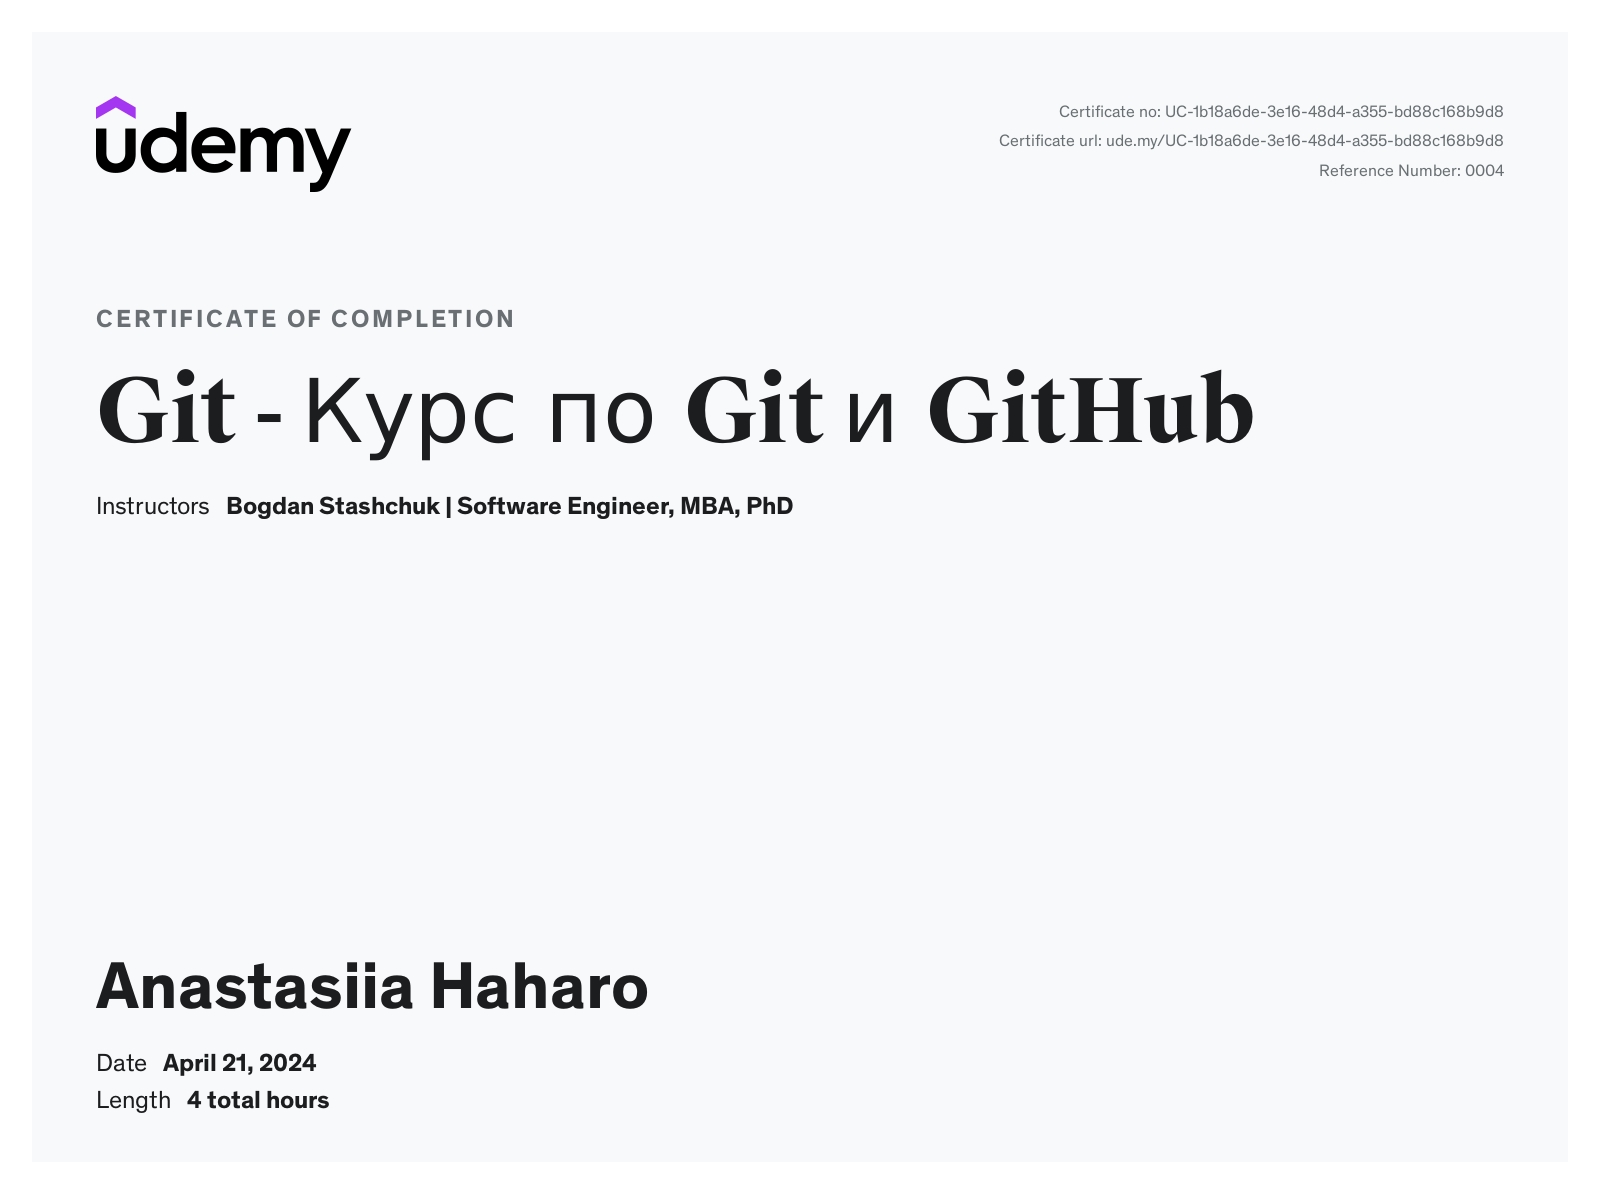 udemy
Certificate no: UC-1b18a6de-3e16-48d4-a355-bd88c168b9d8
Certificate url: ude.my/UC-1b18a6de-3e16-48d4-a355-bd88c168b9d8
Reference Number: 0004
CERTIFICATE OF COMPLETION
Git - Курс по Git и GitHub
Instructors Bogdan Stashchuk | Software Engineer, MBA, PhD
Anastasiia Haharo
Date April 21, 2024
Length 4 total hours